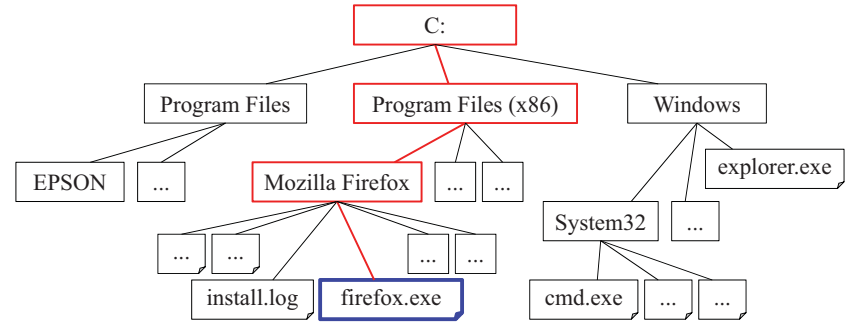 C:
Program Files
Program Files (x86)
Windows
EPSON
...
Mozilla Firefox
...
...
explorer.exe
System32
...
...
...
...
...
install.log
firefox.exe
cmd.exe
...
...